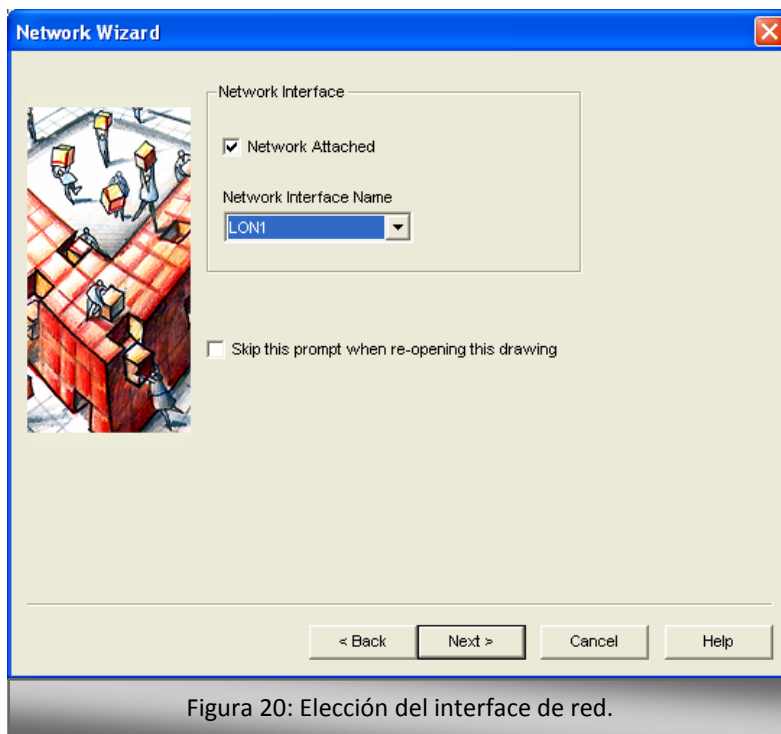 Network Wizard
Network Interface
Network Attached
Network Interface Name
LON1
Skip this prompt when re-opening this drawing
< Back Next > Cancel Help
Figura 20: Elección del interface de red.